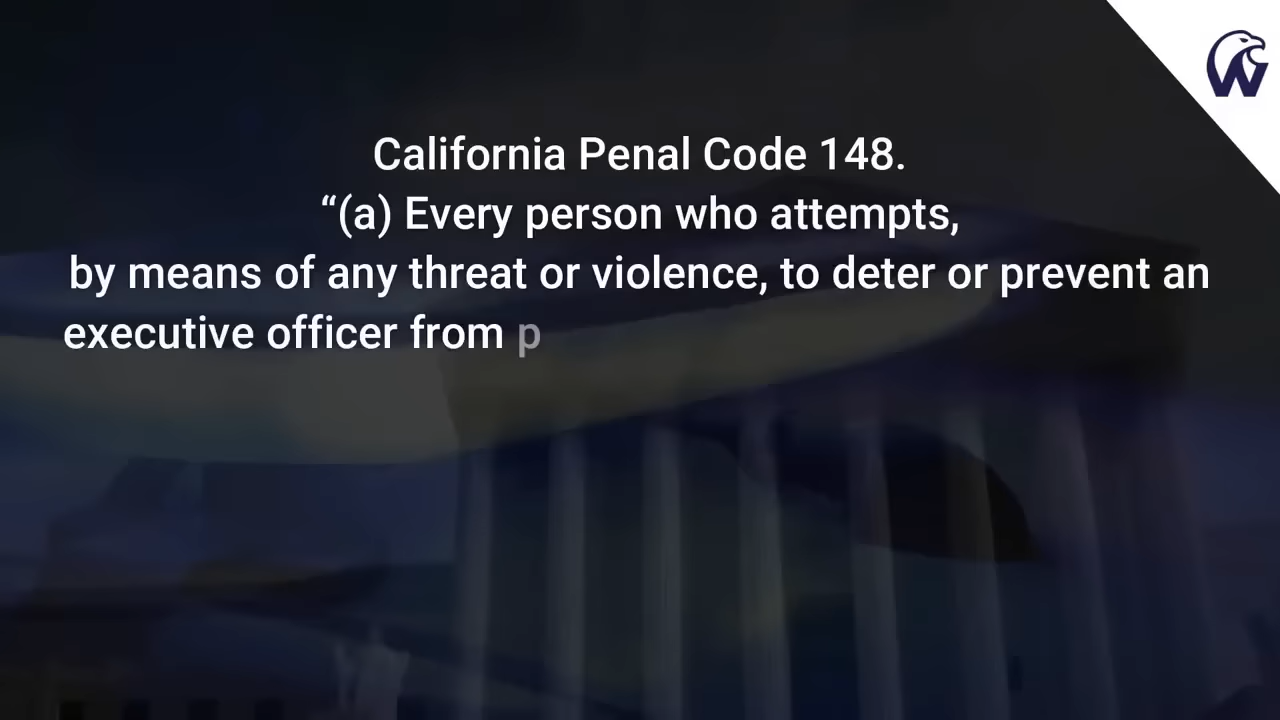 California Penal Code 148.
“(a) Every person who attempts,
by means of any threat or violence, to deter or prevent an
executive officer from p